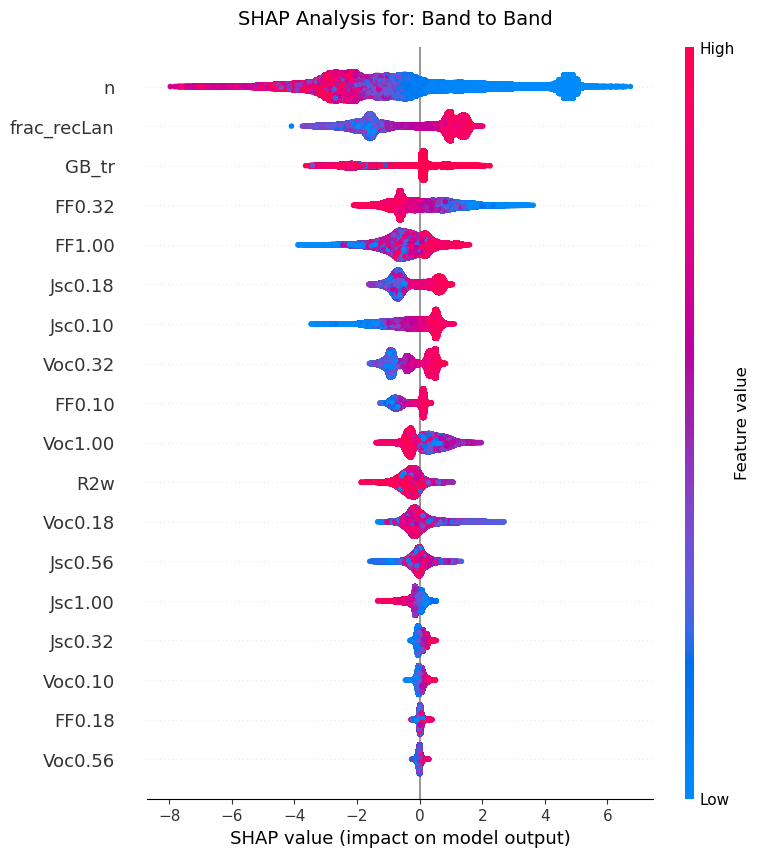 SHAP Analysis for: Band to Band
High
n
frac_recLan
GB_tr
FF0.32
FF1.00
Jsc0.18
Jsc0.10
Voc0.32
FF0.10
Voc1.00
R2w
Voc0.18
Jsc0.56
Jsc1.00
Jsc0.32
Voc0.10
FF0.18
Voc0.56
Feature value
Low
−8 −6 −4 −2 0 2 4 6
SHAP value (impact on model output)